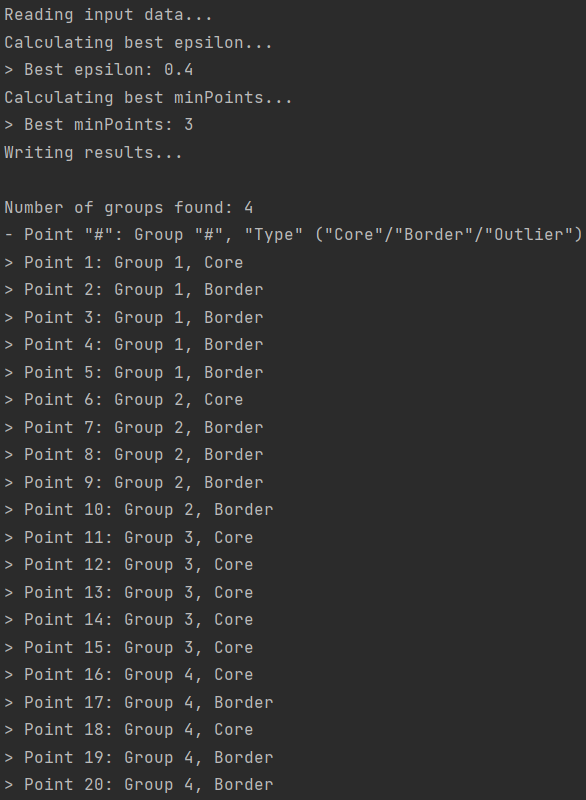 Reading input data...
Calculating best epsilon...
> Best epsilon: 0.4
Calculating best minPoints...
> Best minPoints: 3
Writing results...

Number of groups found: 4
- Point "#": Group "#", "Type" ("Core"/"Border"/"Outlier")
> Point 1: Group 1, Core
> Point 2: Group 1, Border
> Point 3: Group 1, Border
> Point 4: Group 1, Border
> Point 5: Group 1, Border
> Point 6: Group 2, Core
> Point 7: Group 2, Border
> Point 8: Group 2, Border
> Point 9: Group 2, Border
> Point 10: Group 2, Border
> Point 11: Group 3, Core
> Point 12: Group 3, Core
> Point 13: Group 3, Core
> Point 14: Group 3, Core
> Point 15: Group 3, Core
> Point 16: Group 4, Core
> Point 17: Group 4, Border
> Point 18: Group 4, Core
> Point 19: Group 4, Border
> Point 20: Group 4, Border